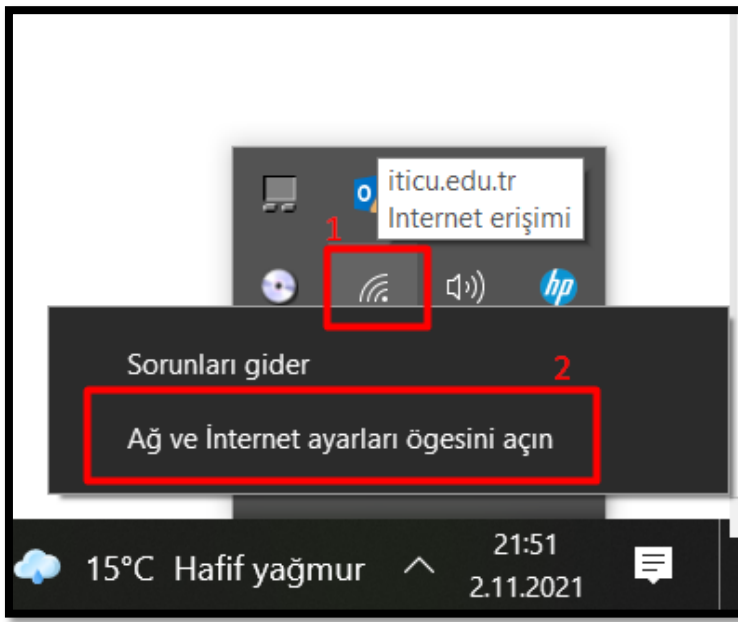 iticu.edu.tr
Internet erişimi
1
hp
Sorunları gider
2
Ağ ve İnternet ayarları ögesini açın
15°C Hafif yağmur
21:51
2.11.2021